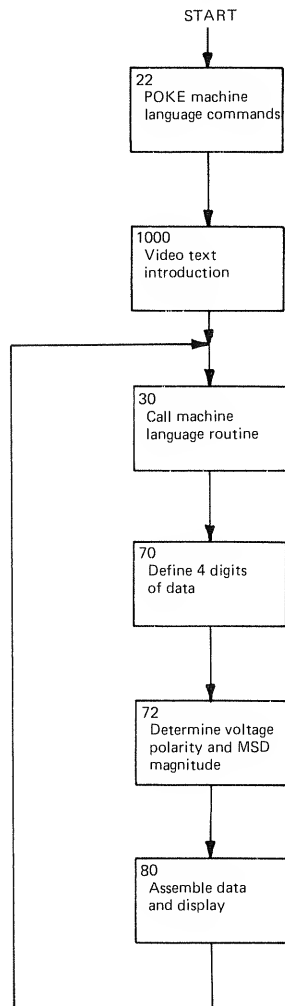 START
22
POKE machine
language commands
1000
Video text
introduction
30
Call machine
language routine
70
Define 4 digits
of data
72
Determine voltage
polarity and MSD
magnitude
80
Assemble data
and display